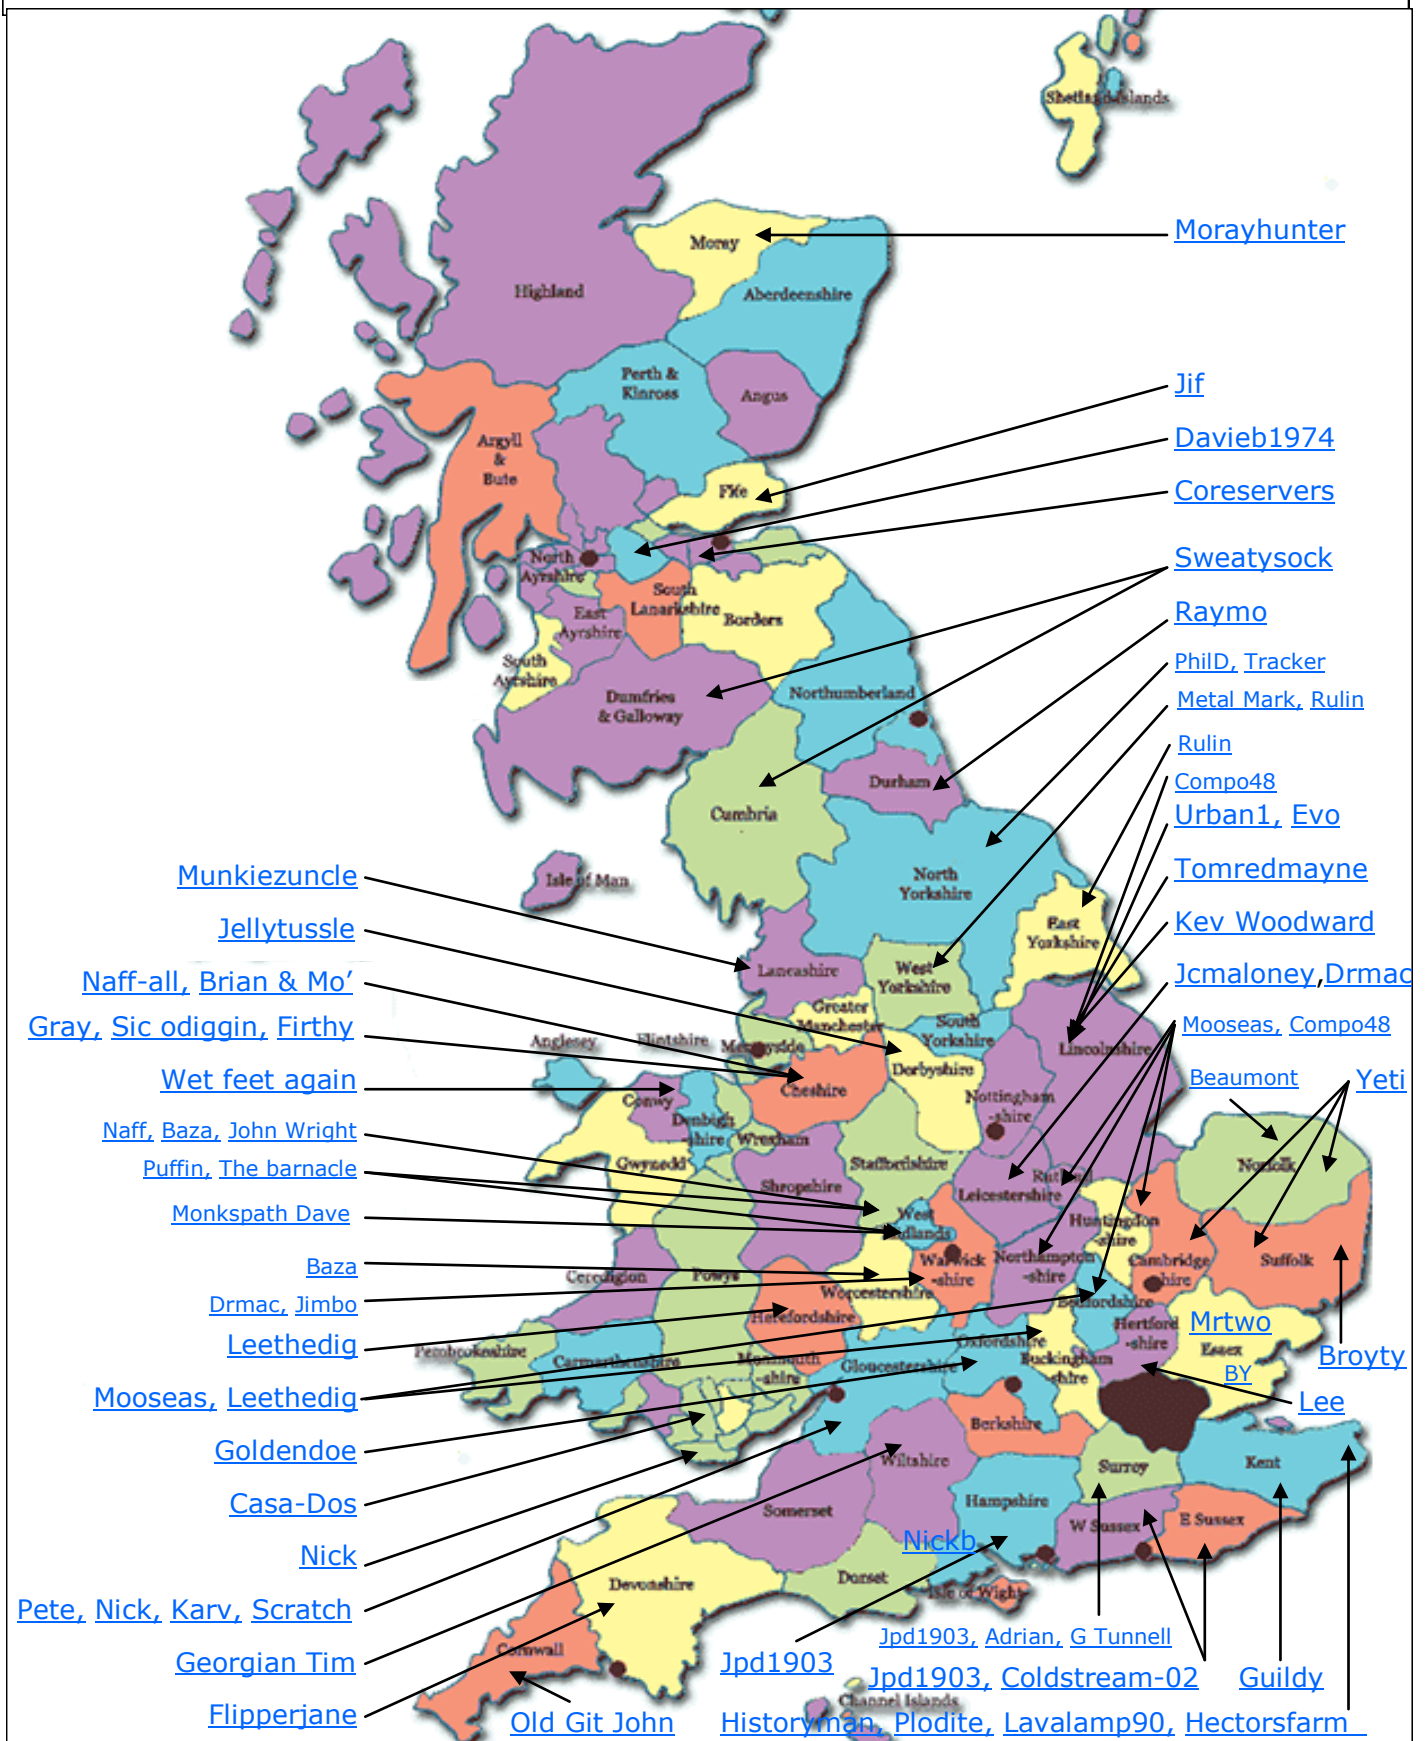 Shetland Islands
Morayhunter
Moray
Highland
Aberdeenshire
Perth &
Kinross
Angus
Jif
Argyll
&
Bute
Davieb1974
Fife
Coreservers
North
Ayrshire
Sweatysock
South
Lanarkshire
East
Ayrshire
Borders
Raymo
South
Ayrshire
PhilD, Tracker
Dumfries
& Galloway
Northumberland
Metal Mark, Rulin
Rulin
Durham
Compo48
Cumbria
Urban1, Evo
Munkiezuncle
Isle of Man
North
Yorkshire
Tomredmayne
Jellytussle
East
Yorkshire
Kev Woodward
Naff-all, Brian & Mo’
Lancashire
West
Yorkshire
Jcmaloney,Drmac
Gray, Sic odiggin, Firthy
Greater
Manchester
South
Yorkshire
Mooseas, Compo48
Anglesey
Flintshire
Merseyside
Lincolnshire
Wet feet again
Cheshire
Derbyshire
Beaumont
Yeti
Conwy
Nottingham
-shire
Naff, Baza, John Wright
Denbigh
-shire
Wrexham
Puffin, The barnacle
Gwynedd
Staffordshire
Norfolk
Shropshire
Leicestershire
Rutland
Monkspath Dave
West
Midlands
Huntingdon
-shire
Baza
Ceredigion
Powys
Warwick
-shire
Northampton
-shire
Cambridge
shire
Suffolk
Drmac, Jimbo
Worcestershire
Bedfordshire
Leethedig
Herefordshire
Hertford
-shire
Mrtwo
Pembrokeshire
Carmarthenshire
Monmouth
-shire
Gloucestershire
Oxfordshire
Buckingham
-shire
Essex
Broyty
BY
Mooseas, Leethedig
Lee
Goldendoe
Berkshire
Casa-Dos
Wiltshire
Surrey
Kent
Somerset
Hampshire
W Sussex
E Sussex
Nick
Nickb
Devonshire
Dorset
Isle of Wight
Pete, Nick, Karv, Scratch
Jpd1903, Adrian, G Tunnell
Georgian Tim
Cornwall
Jpd1903
Jpd1903, Coldstream-02
Guildy
Flipperjane
Channel Islands
Old Git John
Historyman, Plodite, Lavalamp90, Hectorsfarm